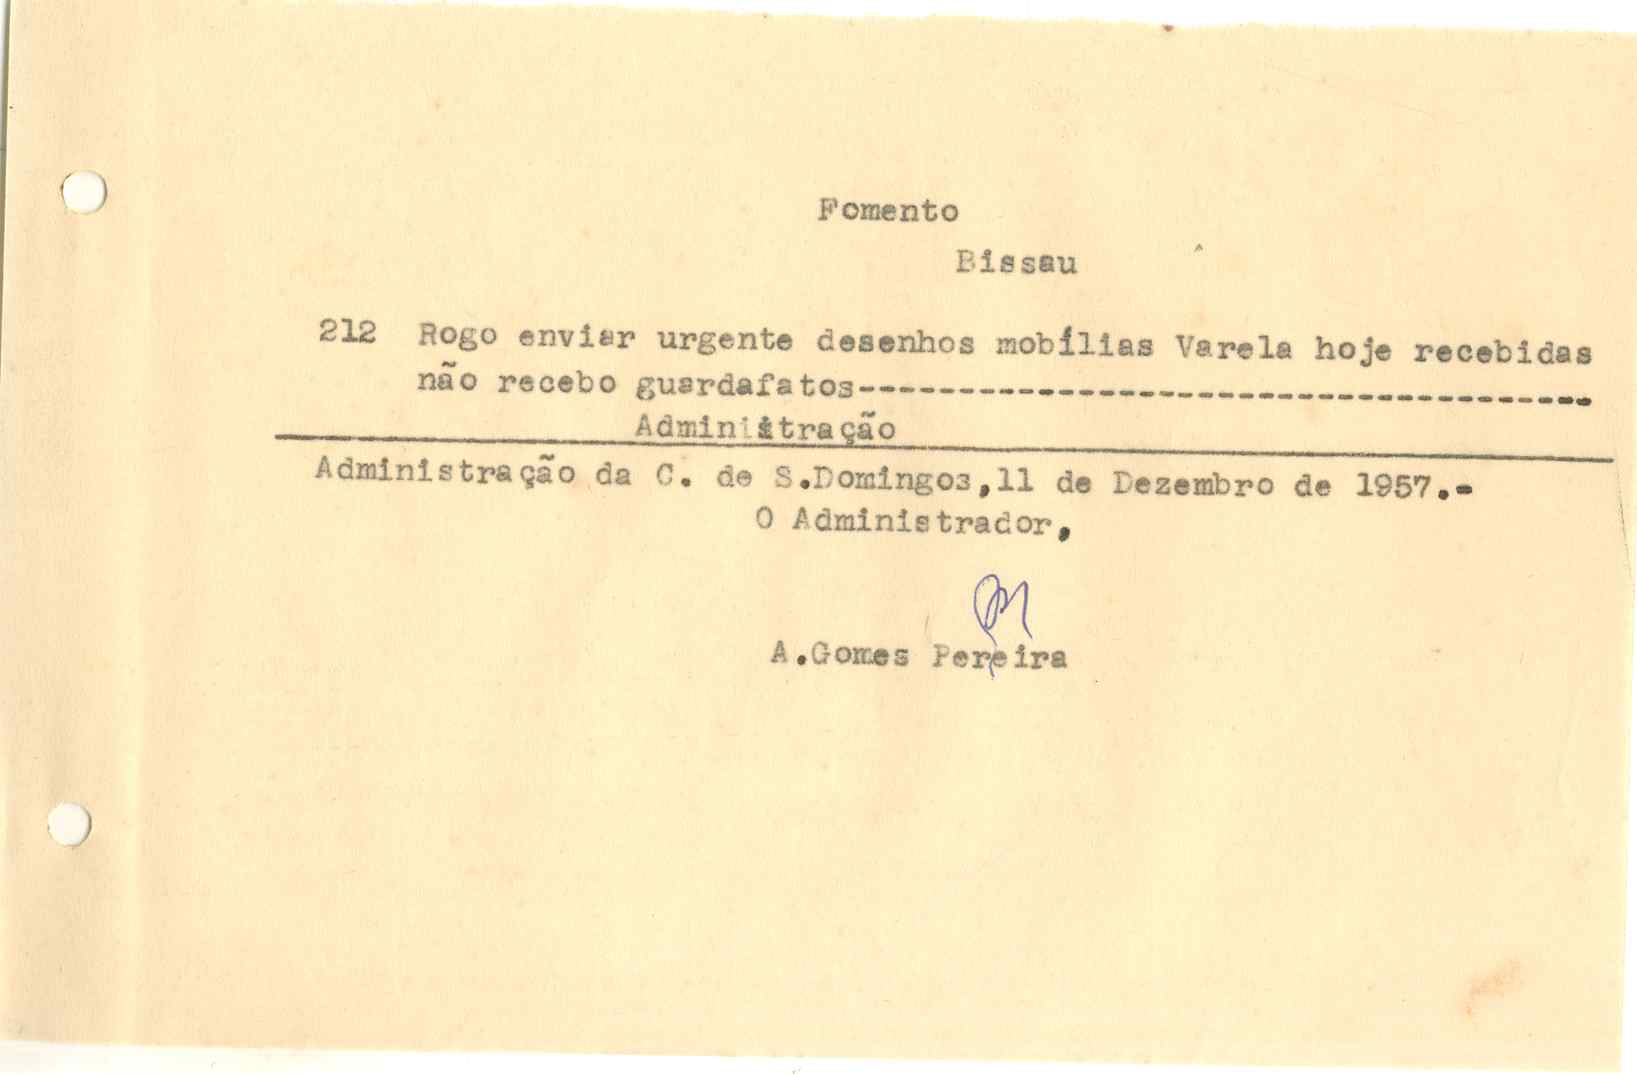 Fomento
Bissau
212 Rogo enviar urgente desenhos mobílias Varela hoje recebidas
não recebo guardafatos-------------------------------------
Administração
Administração da C. de S.Domingos,11 de Dezembro de 1957.-
O Administrador,
A.Gomes Pereira